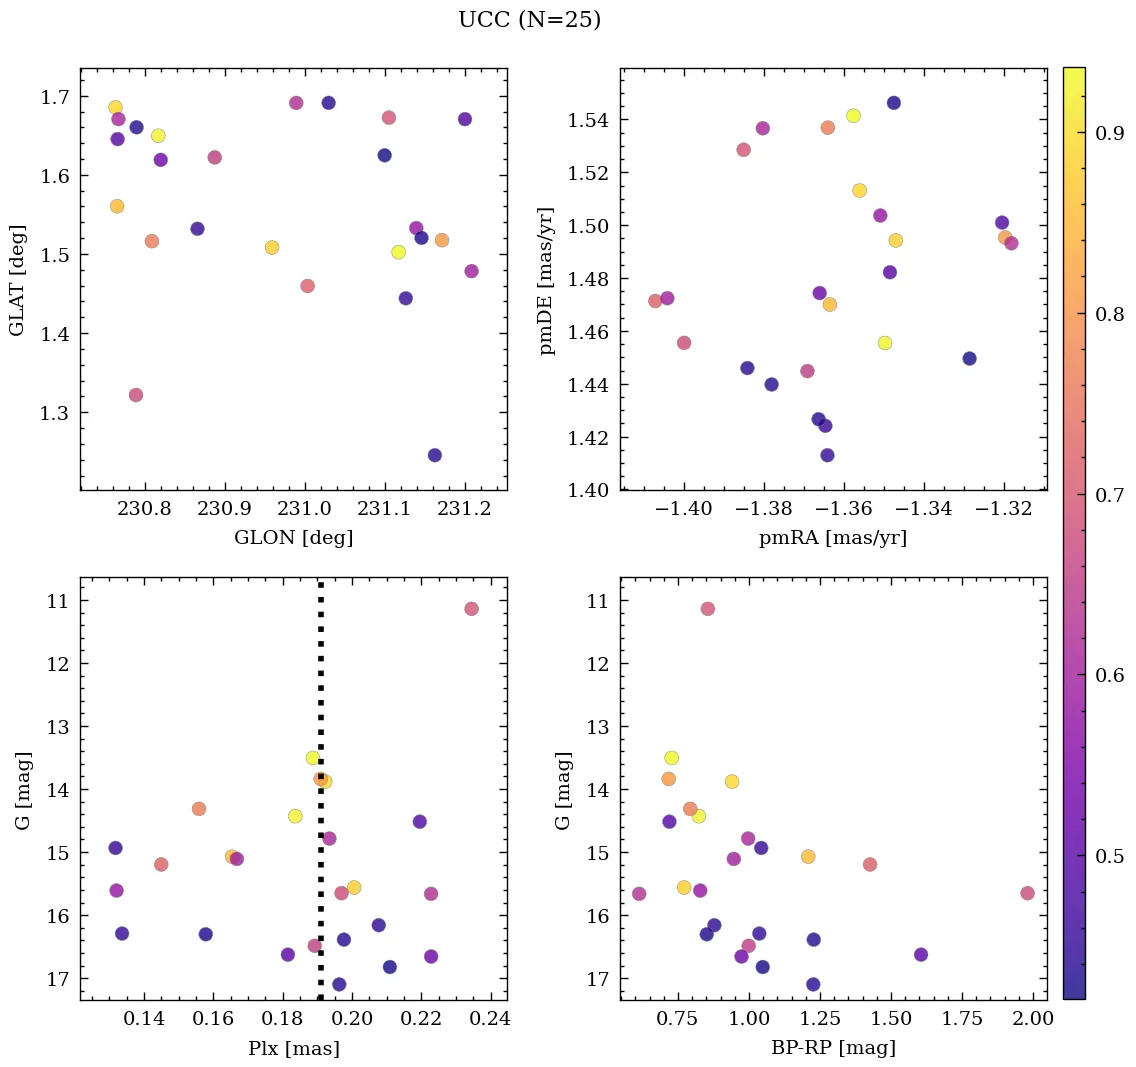 UCC (N=25)
1.7
1.6
1.5
1.4
1.3
GLAT [deg]
230.8 230.9 231.0 231.1 231.2
GLON [deg]
1.54
1.52
1.50
1.48
1.46
1.44
1.42
1.40
pmDE [mas/yr]
−1.40 −1.38 −1.36 −1.34 −1.32
pmRA [mas/yr]
11
12
13
14
15
16
17
G [mag]
0.14 0.16 0.18 0.20 0.22 0.24
Plx [mas]
11
12
13
14
15
16
17
G [mag]
0.75 1.00 1.25 1.50 1.75 2.00
BP-RP [mag]
0.9
0.8
0.7
0.6
0.5